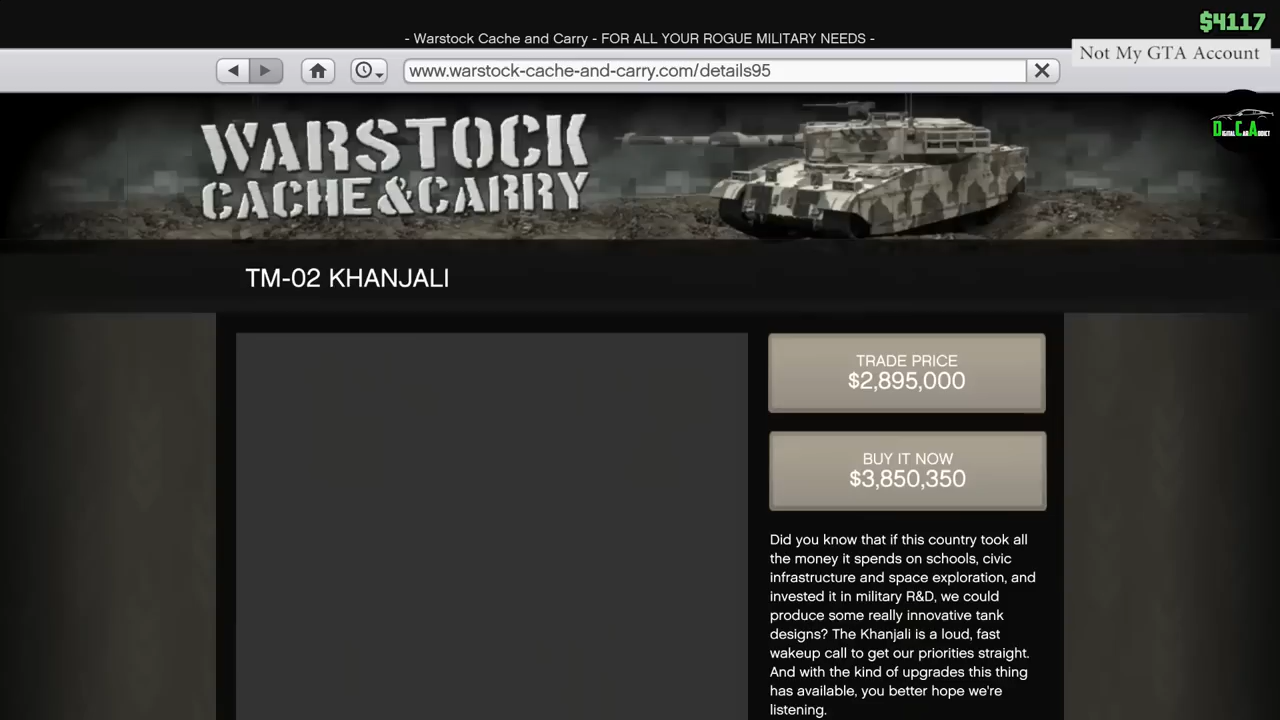 $4117
- Warstock Cache and Carry - FOR ALL YOUR ROGUE MILITARY NEEDS -
Not My GTA Account
www.warstock-cache-and-carry.com/details95
WARSTOCK
CACHE&CARRY
Digital Car Addict
TM-02 KHANJALI
TRADE PRICE
$2,895,000
BUY IT NOW
$3,850,350
Did you know that if this country took all
the money it spends on schools, civic
infrastructure and space exploration, and
invested it in military R&D, we could
produce some really innovative tank
designs? The Khanjali is a loud, fast
wakeup call to get our priorities straight.
And with the kind of upgrades this thing
has available, you better hope we're
listening.